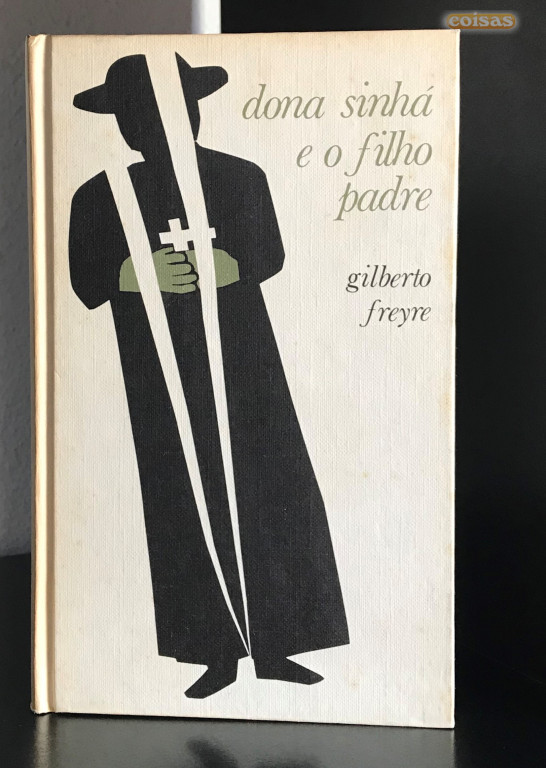 coisas
dona sinhá
e o filho
padre
gilberto
freyre